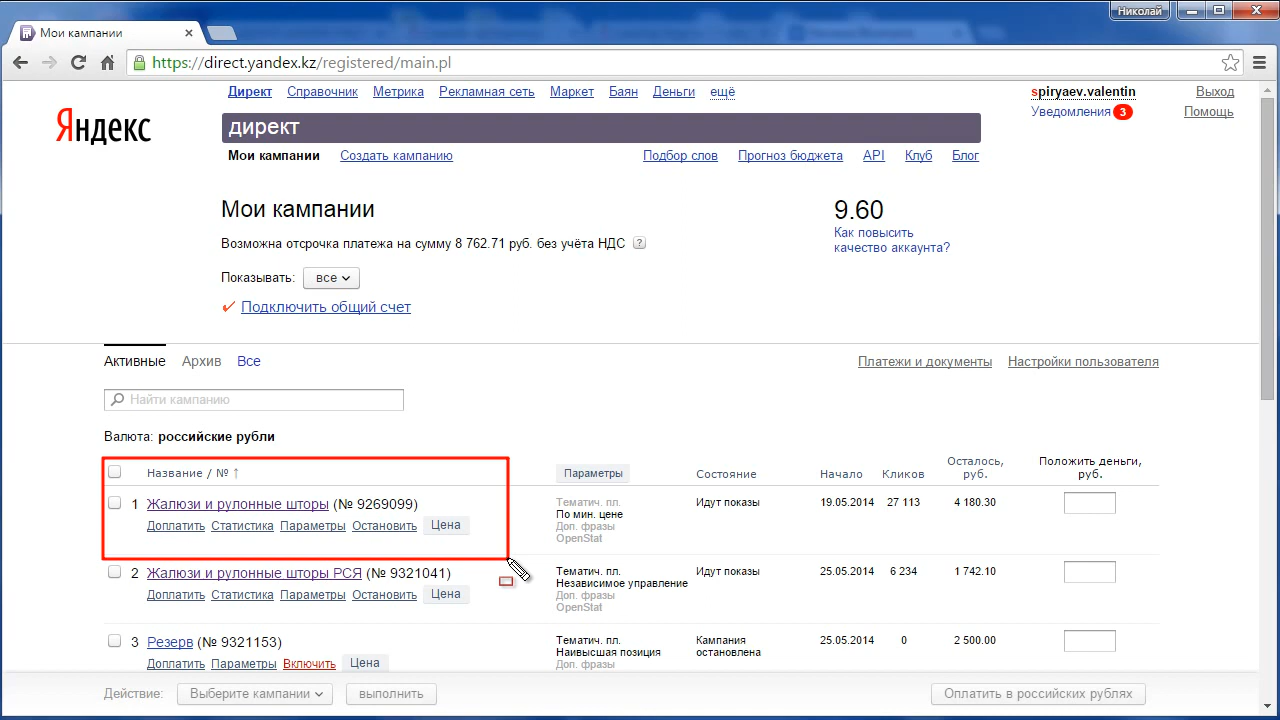 Николай
Мои кампании
https://direct.yandex.kz/registered/main.pl
Директ Справочник Метрика Рекламная сеть Маркет Баян Деньги ещё
spiryaev.valentin Выход
Уведомления 3 Помощь
Яндекс
директ
Мои кампании Создать кампанию Подбор слов Прогноз бюджета API Клуб Блог
Мои кампании
9.60
Как повысить
качество аккаунта?
Возможна отсрочка платежа на сумму 8 762.71 руб. без учёта НДС ?
Показывать: все
Подключить общий счет
Активные Архив Все Платежи и документы Настройки пользователя
Найти кампанию
Валюта: российские рубли
Название / № ↑ Параметры Состояние Начало Кликов Осталось, руб. Положить деньги, руб.
1 Жалюзи и рулонные шторы (№ 9269099) Тематич. пл. Идут показы 19.05.2014 27 113 4 180.30
По мин. цене
Доплатить Статистика Параметры Остановить Цена Доп. фразы
OpenStat
2 Жалюзи и рулонные шторы РСЯ (№ 9321041) Тематич. пл. Идут показы 25.05.2014 6 234 1 742.10
Независимое управление
Доплатить Статистика Параметры Остановить Цена Доп. фразы
OpenStat
3 Резерв (№ 9321153) Тематич. пл. Кампания остановлена 25.05.2014 0 2 500.00
Наивысшая позиция
Доплатить Параметры Включить Цена Доп. фразы
Действие: Выберите кампании выполнить Оплатить в российских рублях